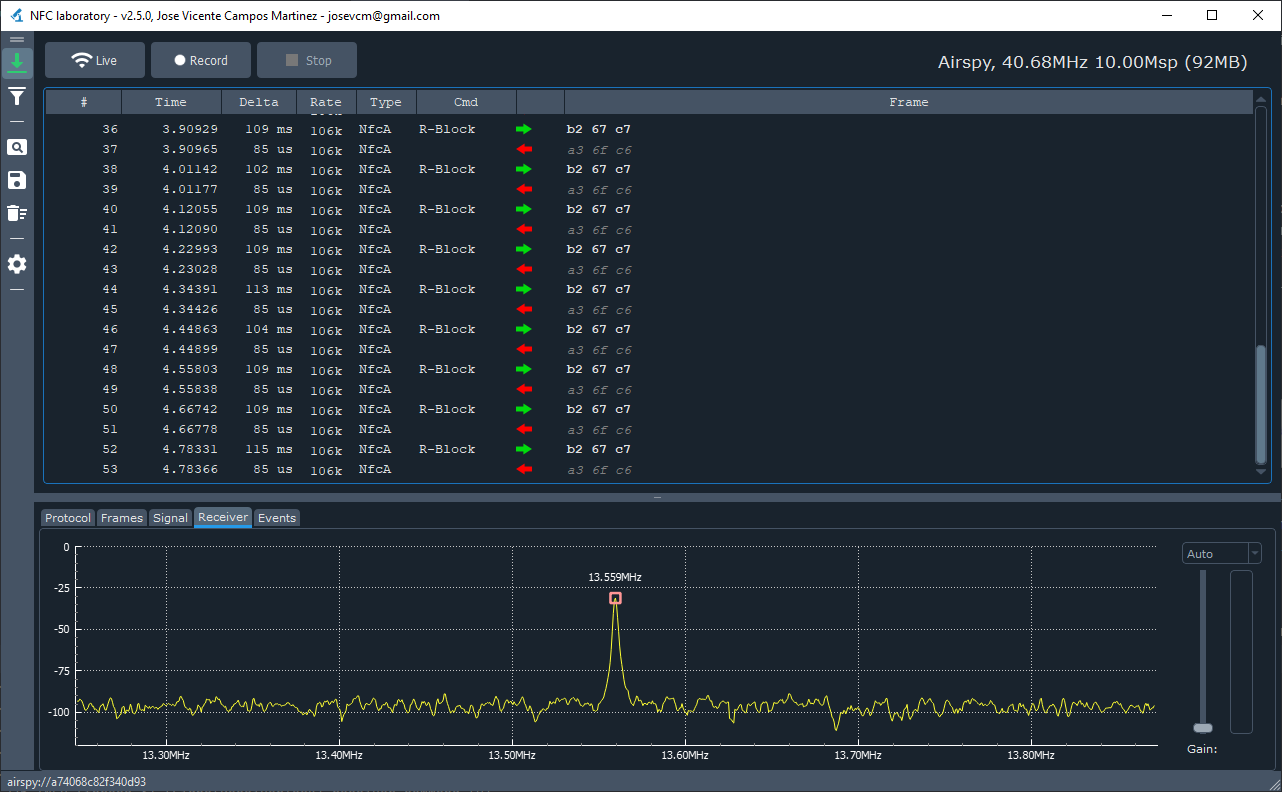 NFC laboratory - v2.5.0, Jose Vicente Campos Martinez - josevcm@gmail.com
Live Record Stop Airspy, 40.68MHz 10.00Msp (92MB)
# Time Delta Rate Type Cmd Frame
36 3.90929 109 ms 106k NfcA R-Block b2 67 c7
37 3.90965 85 us 106k NfcA a3 6f c6
38 4.01142 102 ms 106k NfcA R-Block b2 67 c7
39 4.01177 85 us 106k NfcA a3 6f c6
40 4.12055 109 ms 106k NfcA R-Block b2 67 c7
41 4.12090 85 us 106k NfcA a3 6f c6
42 4.22993 109 ms 106k NfcA R-Block b2 67 c7
43 4.23028 85 us 106k NfcA a3 6f c6
44 4.34391 113 ms 106k NfcA R-Block b2 67 c7
45 4.34426 85 us 106k NfcA a3 6f c6
46 4.44863 104 ms 106k NfcA R-Block b2 67 c7
47 4.44899 85 us 106k NfcA a3 6f c6
48 4.55803 109 ms 106k NfcA R-Block b2 67 c7
49 4.55838 85 us 106k NfcA a3 6f c6
50 4.66742 109 ms 106k NfcA R-Block b2 67 c7
51 4.66778 85 us 106k NfcA a3 6f c6
52 4.78331 115 ms 106k NfcA R-Block b2 67 c7
53 4.78366 85 us 106k NfcA a3 6f c6
Protocol Frames Signal Receiver Events
0
-25
-50
-75
-100
13.559MHz
13.30MHz 13.40MHz 13.50MHz 13.60MHz 13.70MHz 13.80MHz
Auto
Gain:
airspy://a74068c82f340d93